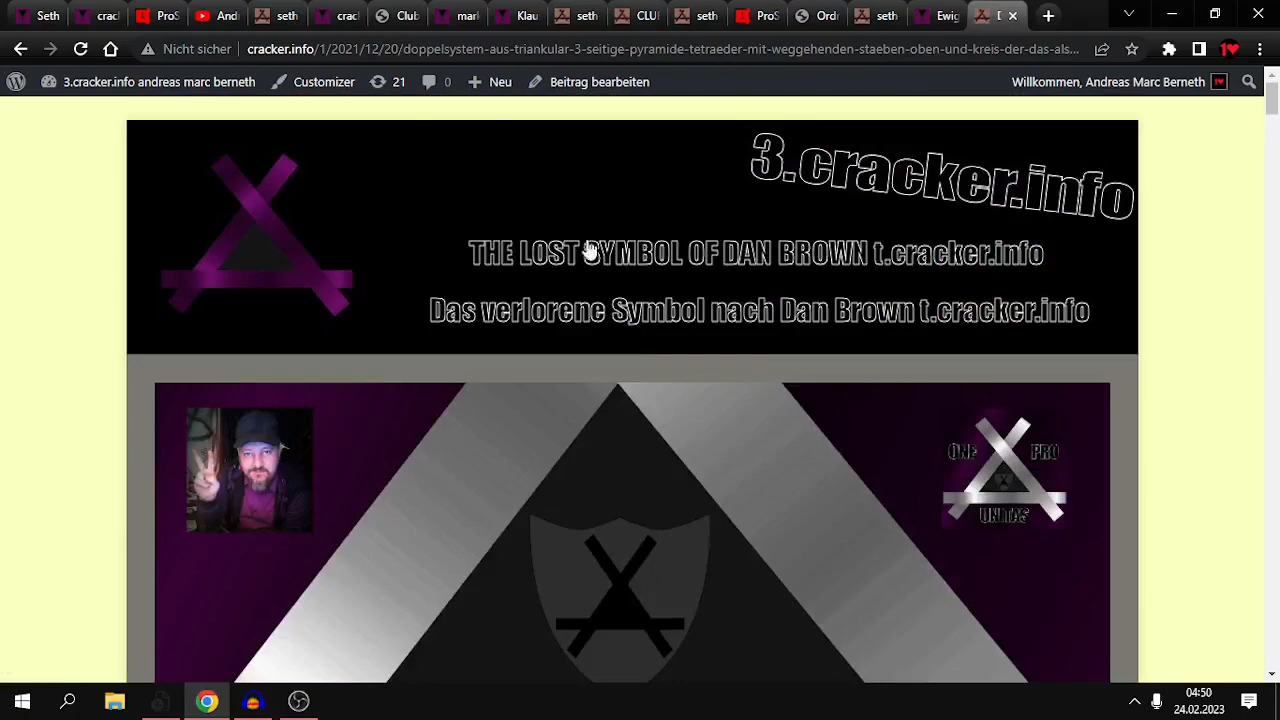 Seth
crac
ProS
And
seth
crac
Club
mark
Klau
seth
CLU
seth
ProS
Ord
seth
Ewig
Nicht sicher
cracker.info/1/2021/12/20/doppelsystem-aus-triankular-3-seitige-pyramide-tetraeder-mit-weggehenden-staeben-oben-und-kreis-der-das-als...
3.cracker.info andreas marc berneth
Customizer
21
0
Neu
Beitrag bearbeiten
Willkommen, Andreas Marc Berneth
3.cracker.info
THE LOST SYMBOL OF DAN BROWN t.cracker.info
Das verlorene Symbol nach Dan Brown t.cracker.info
ONE PRO
UNITAS
04:50
24.02.2023